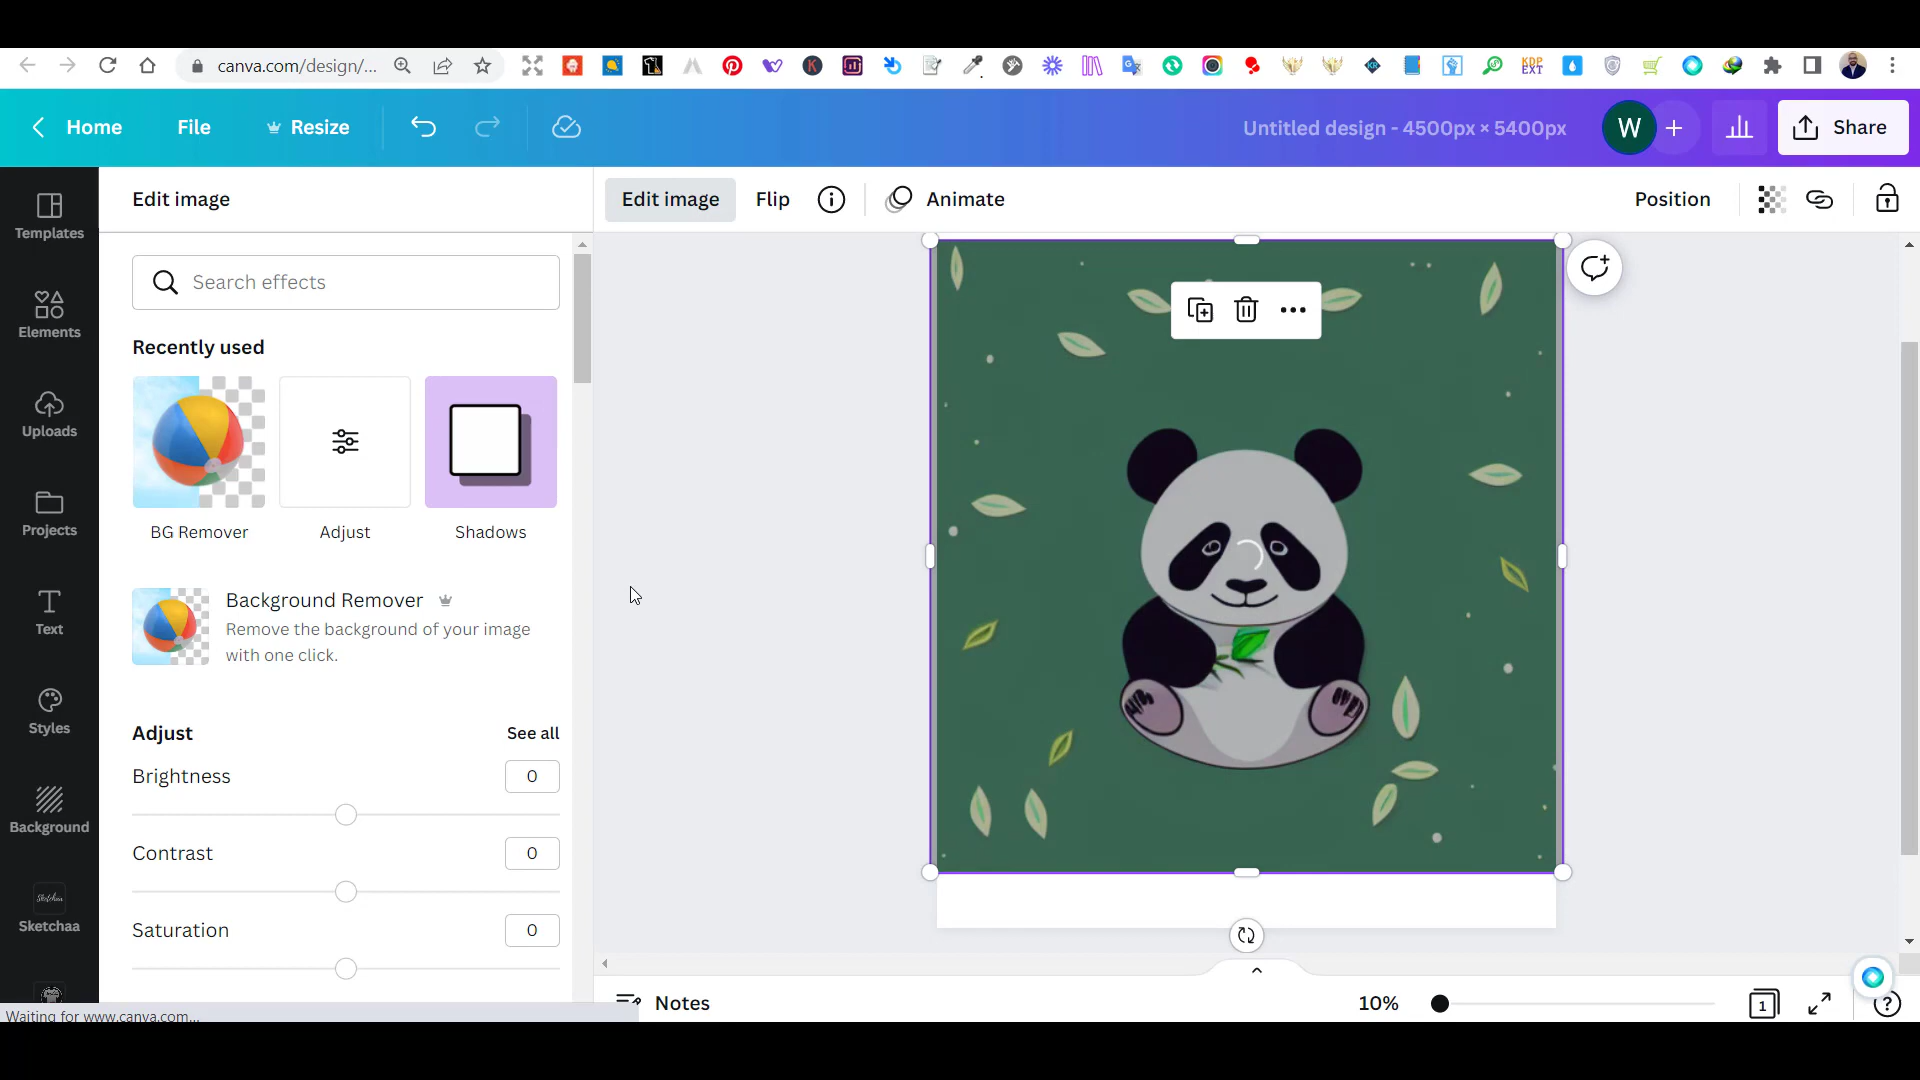 canva.com/design/...
KDP
EXT
Home
File
Resize
Untitled design - 4500px × 5400px
W
Share
Templates
Elements
Uploads
Projects
Text
Styles
Background
Sketchaa
Sketchaa
Edit image
Search effects
Recently used
BG Remover
Adjust
Shadows
Background Remover
Remove the background of your image
with one click.
Adjust
See all
Brightness
0
Contrast
0
Saturation
0
Edit image
Flip
Animate
Position
Notes
10%
1
?
Waiting for www.canva.com...